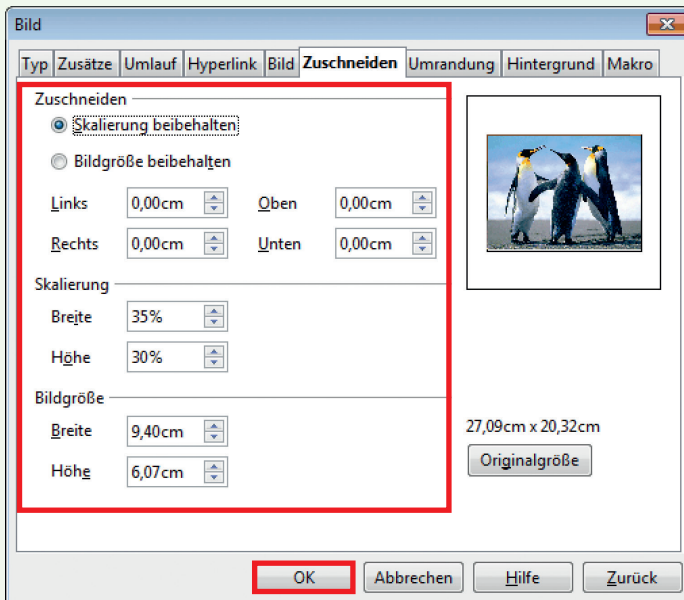 Bild
Typ Zusätze Umlauf Hyperlink Bild Zuschneiden Umrandung Hintergrund Makro
Zuschneiden
Skalierung beibehalten
Bildgröße beibehalten
Links 0,00cm Oben 0,00cm
Rechts 0,00cm Unten 0,00cm
Skalierung
Breite 35%
Höhe 30%
Bildgröße
Breite 9,40cm
Höhe 6,07cm
27,09cm x 20,32cm
Originalgröße
OK Abbrechen Hilfe Zurück